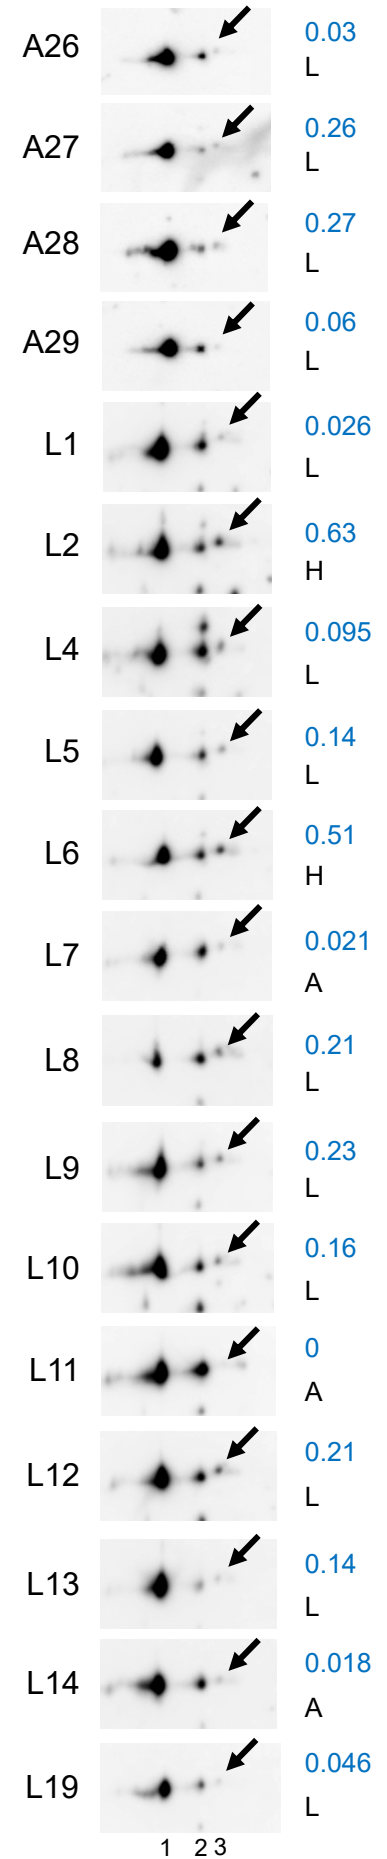 A26
0.03
L
A27
0.26
L
A28
0.27
L
A29
0.06
L
L1
0.026
L
L2
0.63
H
L4
0.095
L
L5
0.14
L
L6
0.51
H
L7
0.021
A
L8
0.21
L
L9
0.23
L
L10
0.16
L
L11
0
A
L12
0.21
L
L13
0.14
L
L14
0.018
A
L19
0.046
L
1 2 3